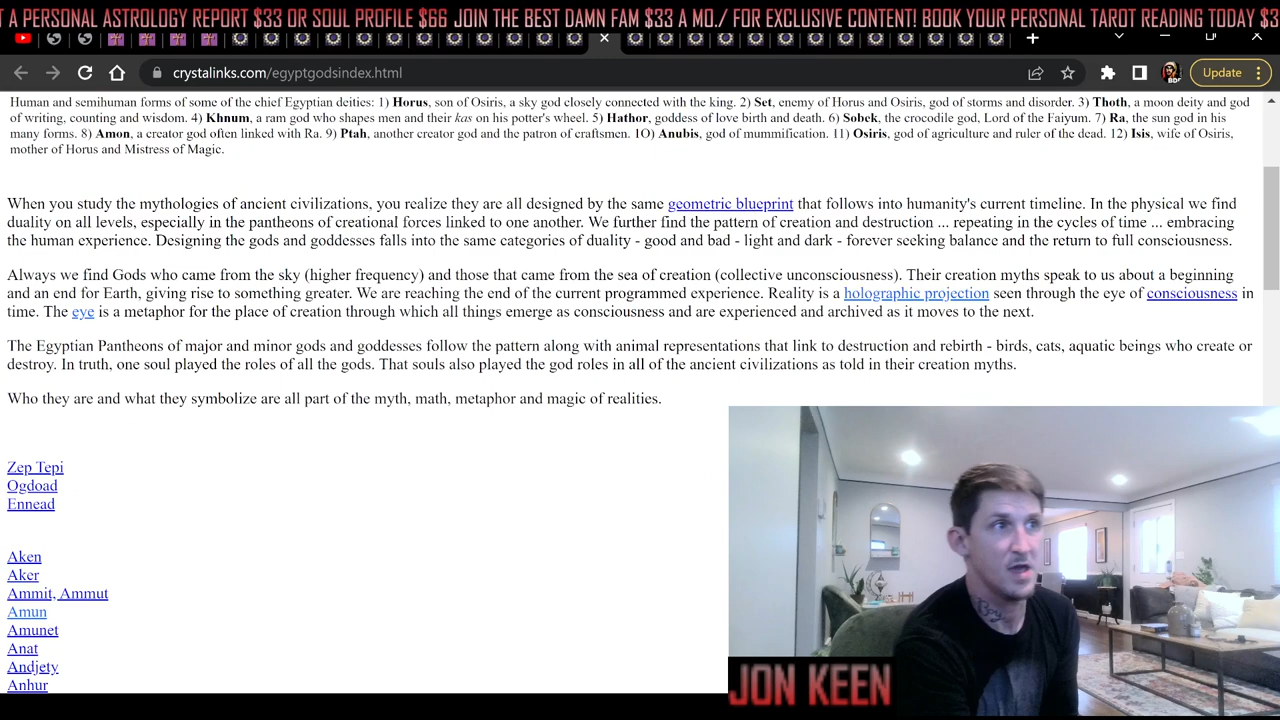 T A PERSONAL ASTROLOGY REPORT $33 OR SOUL PROFILE $66 JOIN THE BEST DAMN FAM $33 A MO./ FOR EXCLUSIVE CONTENT! BOOK YOUR PERSONAL TAROT READING TODAY $3
crystalinks.com/egyptgodsindex.html
Update
Human and semihuman forms of some of the chief Egyptian deities: 1) Horus, son of Osiris, a sky god closely connected with the king. 2) Set, enemy of Horus and Osiris, god of storms and disorder. 3) Thoth, a moon deity and god
of writing, counting and wisdom. 4) Khnum, a ram god who shapes men and their kas on his potter's wheel. 5) Hathor, goddess of love birth and death. 6) Sobek, the crocodile god, Lord of the Faiyum. 7) Ra, the sun god in his
many forms. 8) Amon, a creator god often linked with Ra. 9) Ptah, another creator god and the patron of craftsmen. 1O) Anubis, god of mummification. 11) Osiris, god of agriculture and ruler of the dead. 12) Isis, wife of Osiris,
mother of Horus and Mistress of Magic.
When you study the mythologies of ancient civilizations, you realize they are all designed by the same geometric blueprint that follows into humanity's current timeline. In the physical we find
duality on all levels, especially in the pantheons of creational forces linked to one another. We further find the pattern of creation and destruction ... repeating in the cycles of time ... embracing
the human experience. Designing the gods and goddesses falls into the same categories of duality - good and bad - light and dark - forever seeking balance and the return to full consciousness.
Always we find Gods who came from the sky (higher frequency) and those that came from the sea of creation (collective unconsciousness). Their creation myths speak to us about a beginning
and an end for Earth, giving rise to something greater. We are reaching the end of the current programmed experience. Reality is a holographic projection seen through the eye of consciousness in
time. The eye is a metaphor for the place of creation through which all things emerge as consciousness and are experienced and archived as it moves to the next.
The Egyptian Pantheons of major and minor gods and goddesses follow the pattern along with animal representations that link to destruction and rebirth - birds, cats, aquatic beings who create or
destroy. In truth, one soul played the roles of all the gods. That souls also played the god roles in all of the ancient civilizations as told in their creation myths.
Who they are and what they symbolize are all part of the myth, math, metaphor and magic of realities.
Zep Tepi
Ogdoad
Ennead
Aken
Aker
Ammit, Ammut
Amun
Amunet
Anat
Andjety
Anhur
JON KEEN